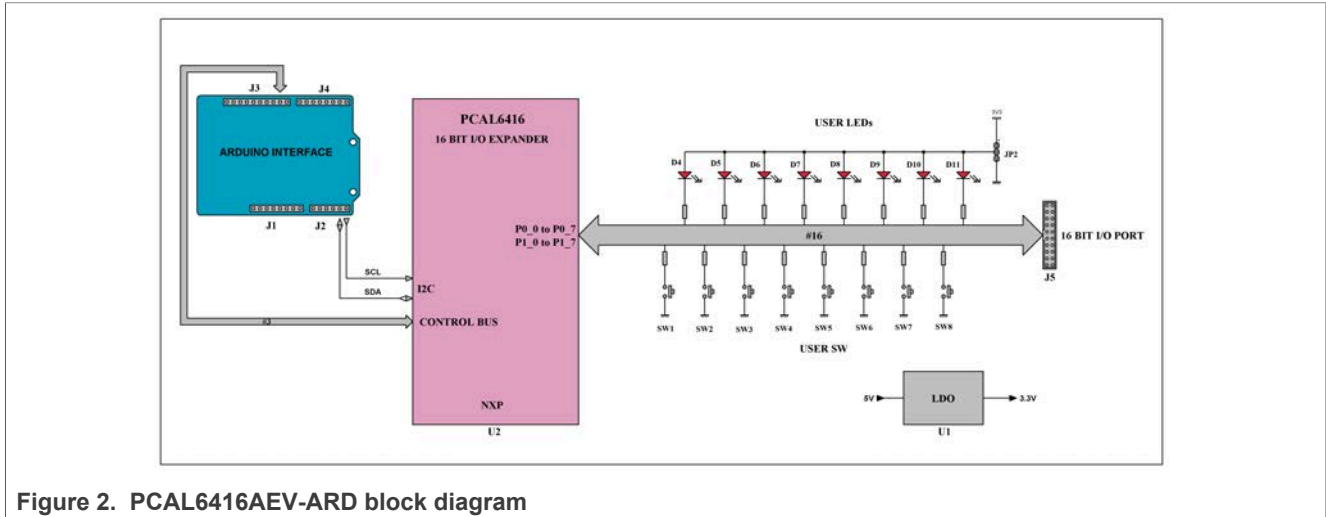 J3
J4
ARDUINO INTERFACE
J1
J2
SCL
SDA
#3
PCAL6416
16 BIT I/O EXPANDER
P0_0 to P0_7
P1_0 to P1_7
I2C
CONTROL BUS
NXP
U2
USER LEDs
3V3
JP2
D4
D5
D6
D7
D8
D9
D10
D11
#16
16 BIT I/O PORT
J5
SW1
SW2
SW3
SW4
SW5
SW6
SW7
SW8
USER SW
5V
LDO
3.3V
U1
Figure 2. PCAL6416AEV-ARD block diagram